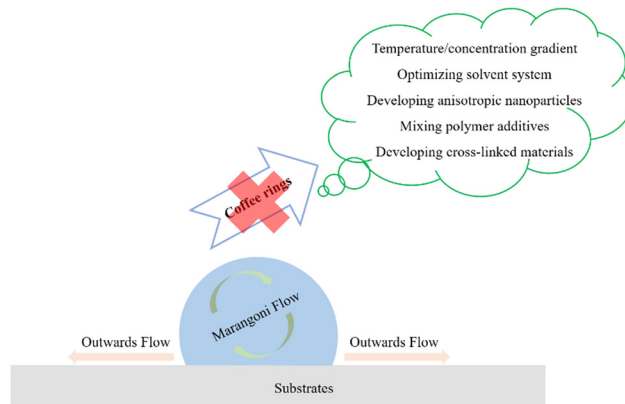 Temperature/concentration gradient
Optimizing solvent system
Developing anisotropic nanoparticles
Mixing polymer additives
Developing cross-linked materials
Coffee rings
Marangoni Flow
Outwards Flow
Outwards Flow
Substrates